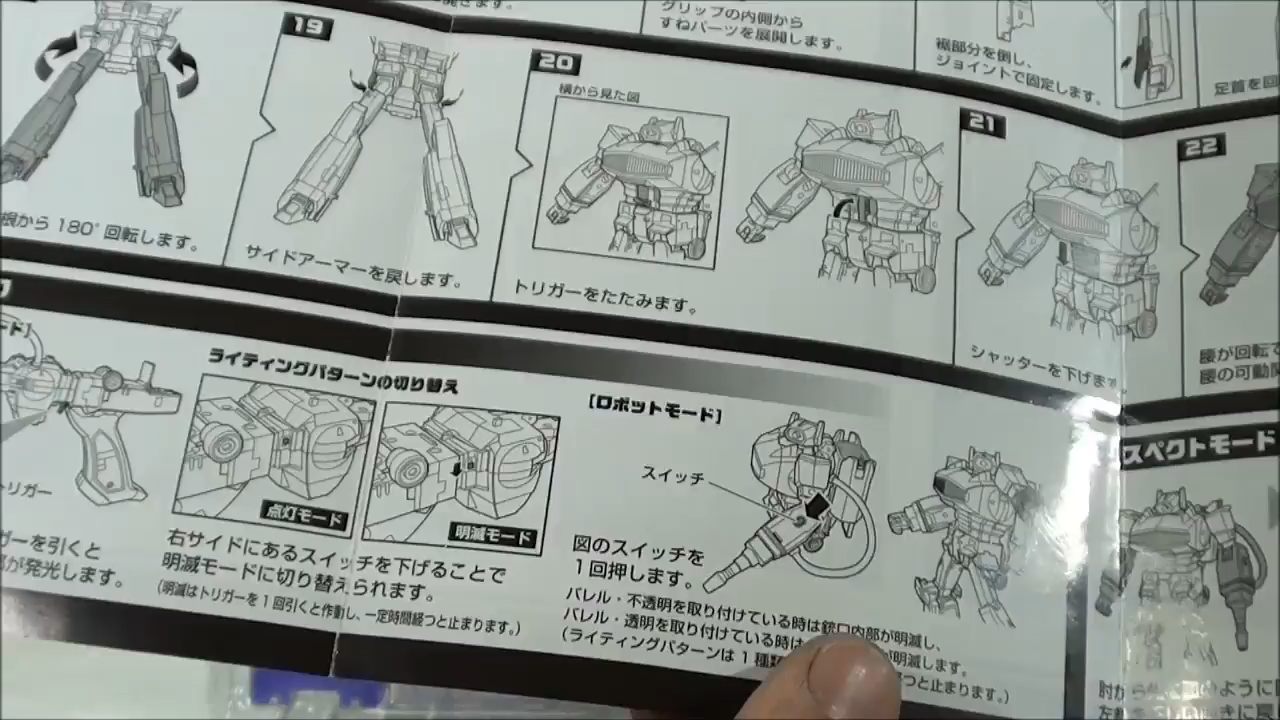 グリップの内側から
すねパーツを展開します。
裾部分を倒し、
ジョイントで固定します。
足首を回
根から 180°回転します。
19
サイドアーマーを戻します。
20
横から見た図
トリガーをたたみます。
21
シャッターを下げます
22
腰が回転
腰の可動
トリガー
ガーを引くと
が発光します。
ライティングパターンの切り替え
点灯モード
明滅モード
右サイドにあるスイッチを下げることで
明滅モードに切り替えられます。
(明滅はトリガーを1回引くと作動し、一定時間経つと止まります。)
[ロボットモード]
スイッチ
図のスイッチを
1回押します。
バレル・不透明を取り付けている時は銃口内部が明滅し、
バレル・透明を取り付けている時は
が明滅します。
(ライティングパターンは1種類
経つと止まります。)
スペクトモード
肘から
のように